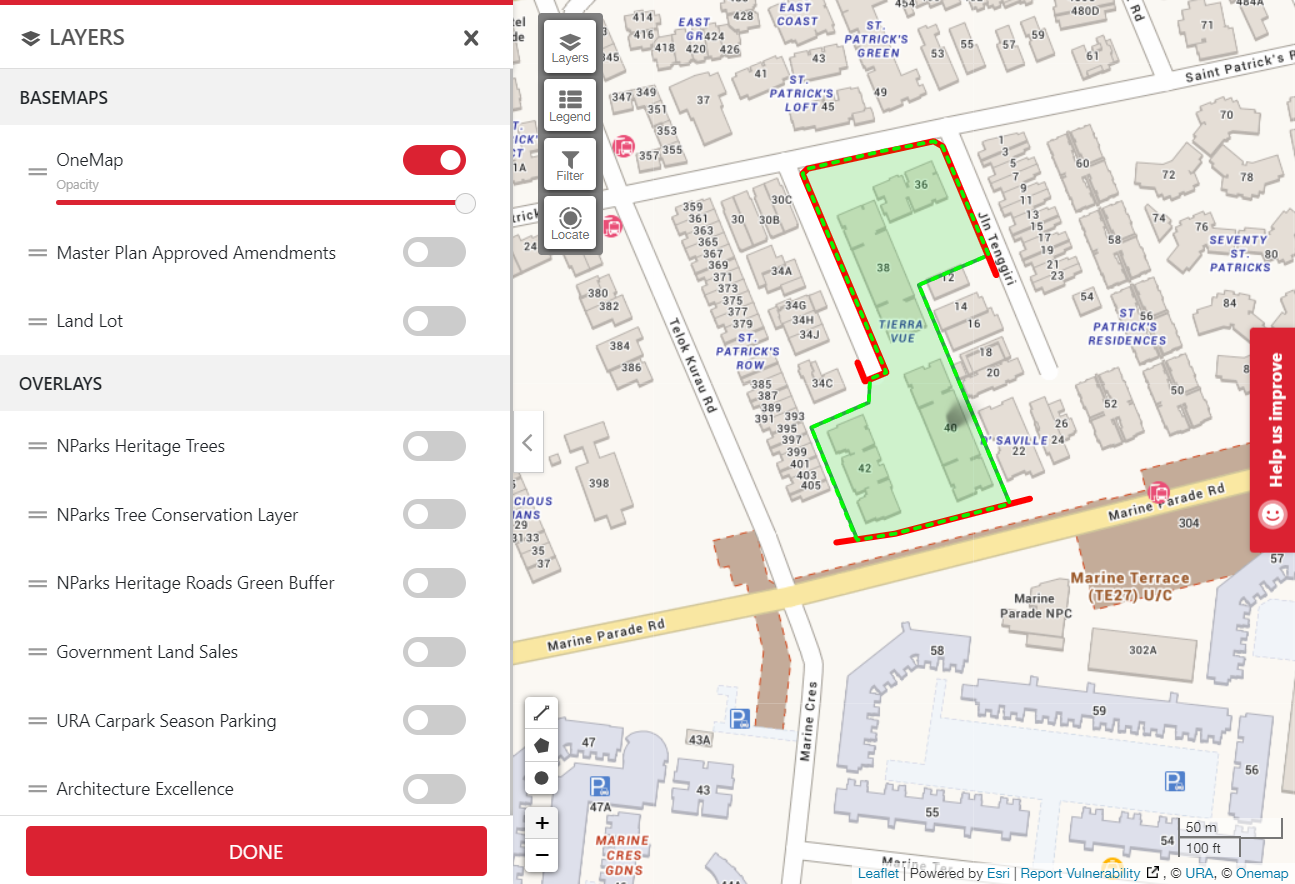 LAYERS
BASEMAPS
OneMap
Opacity
Master Plan Approved Amendments
Land Lot
OVERLAYS
NParks Heritage Trees
NParks Tree Conservation Layer
NParks Heritage Roads Green Buffer
Government Land Sales
URA Carpark Season Parking
Architecture Excellence
DONE
Layers
Legend
Filter
Locate
414
416
418
EAST
GR
424
420
426
428
EAST
COAST
345
43
41
ST.
PATRICK'S
LOFT
45
ST.
PATRICK'S
GREEN
49
53
55
57
59
61
480D
71
484A
Saint Patrick's R
Rd
347
349
351
353
355
357
37
359
361
363
365
367
369
371
373
375
377
379
30
30B
30C
34A
34G
34H
34J
34C
ST.
PATRICK'S
ROW
380
382
384
386
385
387
389
391
393
395
397
399
401
403
405
398
Telok Kurau Rd
36
38
TIERRA
VUE
40
42
Jln Tenggiri
1
3
5
7
9
11
13
15
17
19
21
23
12
14
16
18
20
D'SAVILLE
22
24
26
60
58
54
56
ST
PATRICK'S
RESIDENCES
52
50
70
72
78
74
76
SEVENTY
ST.
PATRICKS
80
84
24
29
31
33
35
37
Marine Parade Rd
Marine Parade Rd
304
Marine Terrace
(TE27) U/C
Marine
Parade NPC
302A
57
58
59
56
55
54
Marine Cres
47
47A
43A
43
MARINE
CRES
GDNS
50 m
100 ft
Help us improve
Leaflet | Powered by Esri | Report Vulnerability , © URA, © Onemap